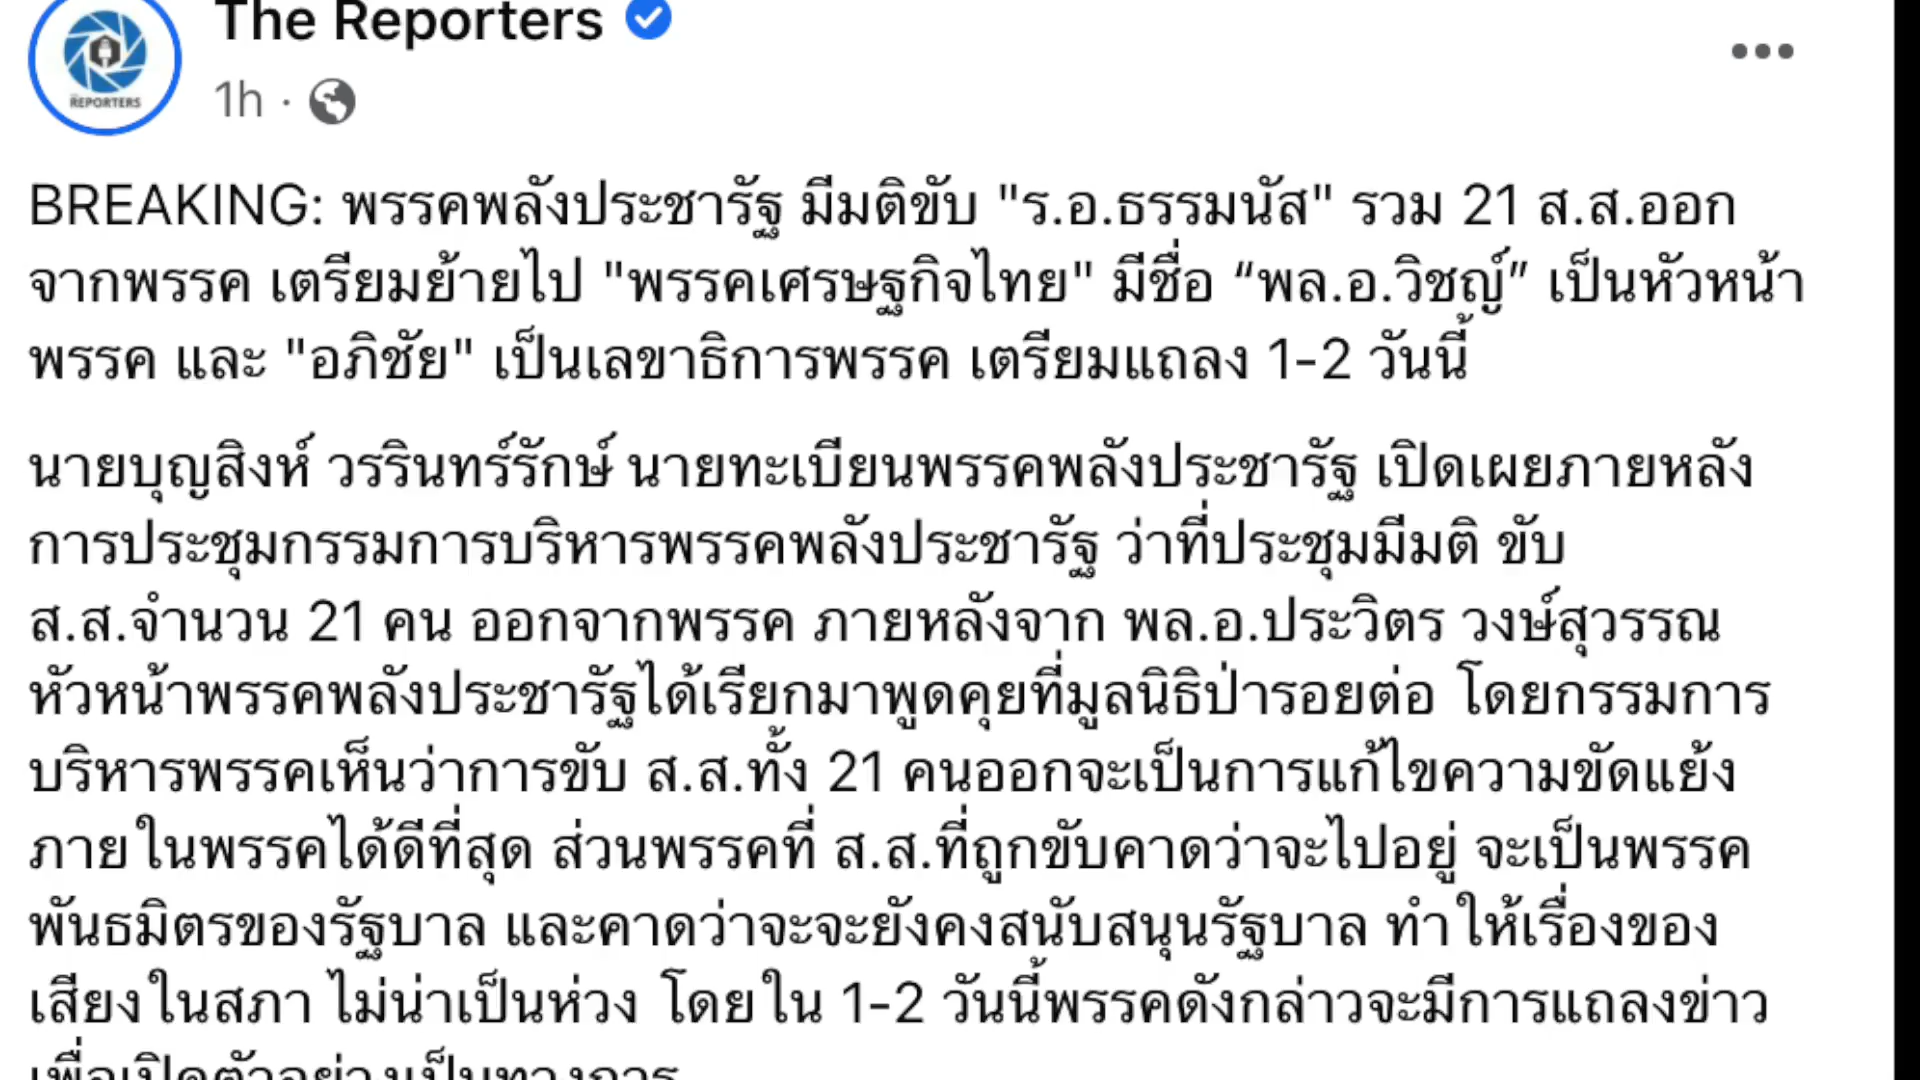 The Reporters
REPORTERS
1h ·
BREAKING: พรรคพลังประชารัฐ มีมติขับ "ร.อ.ธรรมนัส" รวม 21 ส.ส.ออก
จากพรรค เตรียมย้ายไป "พรรคเศรษฐกิจไทย" มีชื่อ “พล.อ.วิชญ์” เป็นหัวหน้า
พรรค และ "อภิชัย" เป็นเลขาธิการพรรค เตรียมแถลง 1-2 วันนี้
นายบุญสิงห์ วรรินทร์รักษ์ นายทะเบียนพรรคพลังประชารัฐ เปิดเผยภายหลัง
การประชุมกรรมการบริหารพรรคพลังประชารัฐ ว่าที่ประชุมมีมติ ขับ
ส.ส.จำนวน 21 คน ออกจากพรรค ภายหลังจาก พล.อ.ประวิตร วงษ์สุวรรณ
หัวหน้าพรรคพลังประชารัฐได้เรียกมาพูดคุยที่มูลนิธิป่ารอยต่อ โดยกรรมการ
บริหารพรรคเห็นว่าการขับ ส.ส.ทั้ง 21 คนออกจะเป็นการแก้ไขความขัดแย้ง
ภายในพรรคได้ดีที่สุด ส่วนพรรคที่ ส.ส.ที่ถูกขับคาดว่าจะไปอยู่ จะเป็นพรรค
พันธมิตรของรัฐบาล และคาดว่าจะจะยังคงสนับสนุนรัฐบาล ทำให้เรื่องของ
เสียงในสภา ไม่น่าเป็นห่วง โดยใน 1-2 วันนี้พรรคดังกล่าวจะมีการแถลงข่าว
เพื่อเปิดตัวอย่างเป็นทางการ